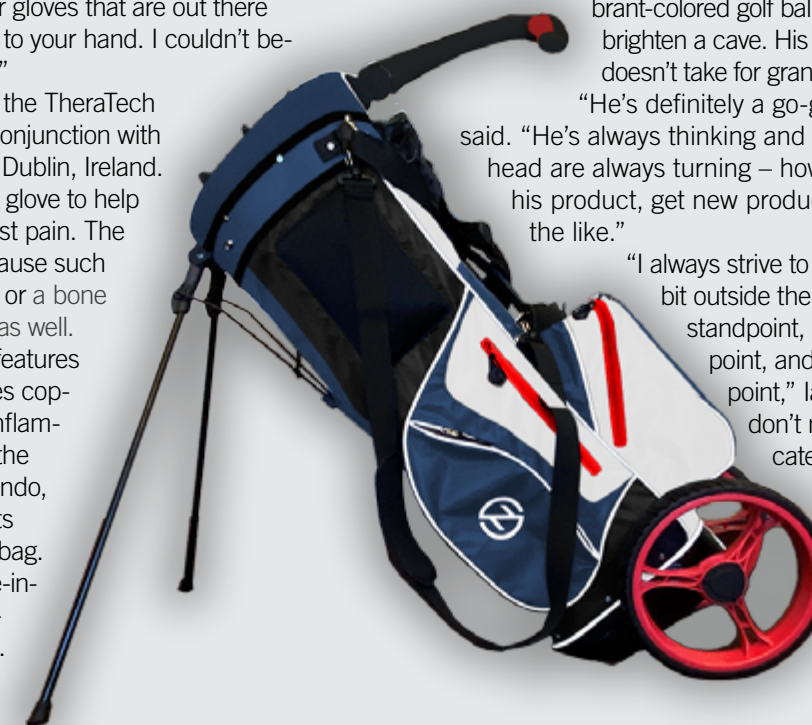 r gloves that are out there
to your hand. I couldn't be-
”
the TheraTech
onjunction with
Dublin, Ireland.
glove to help
st pain. The
ause such
or a bone
as well.
features
es cop-
nflam-
the
ndo,
ts
bag.
e-in-
.
brant-colored golf bal
brighten a cave. His
doesn't take for gran
“He's definitely a go-g
said. “He's always thinking and
head are always turning – how
his product, get new produ
the like.”
“I always strive to
bit outside the
standpoint,
point, and
point,” Ia
don't r
cate